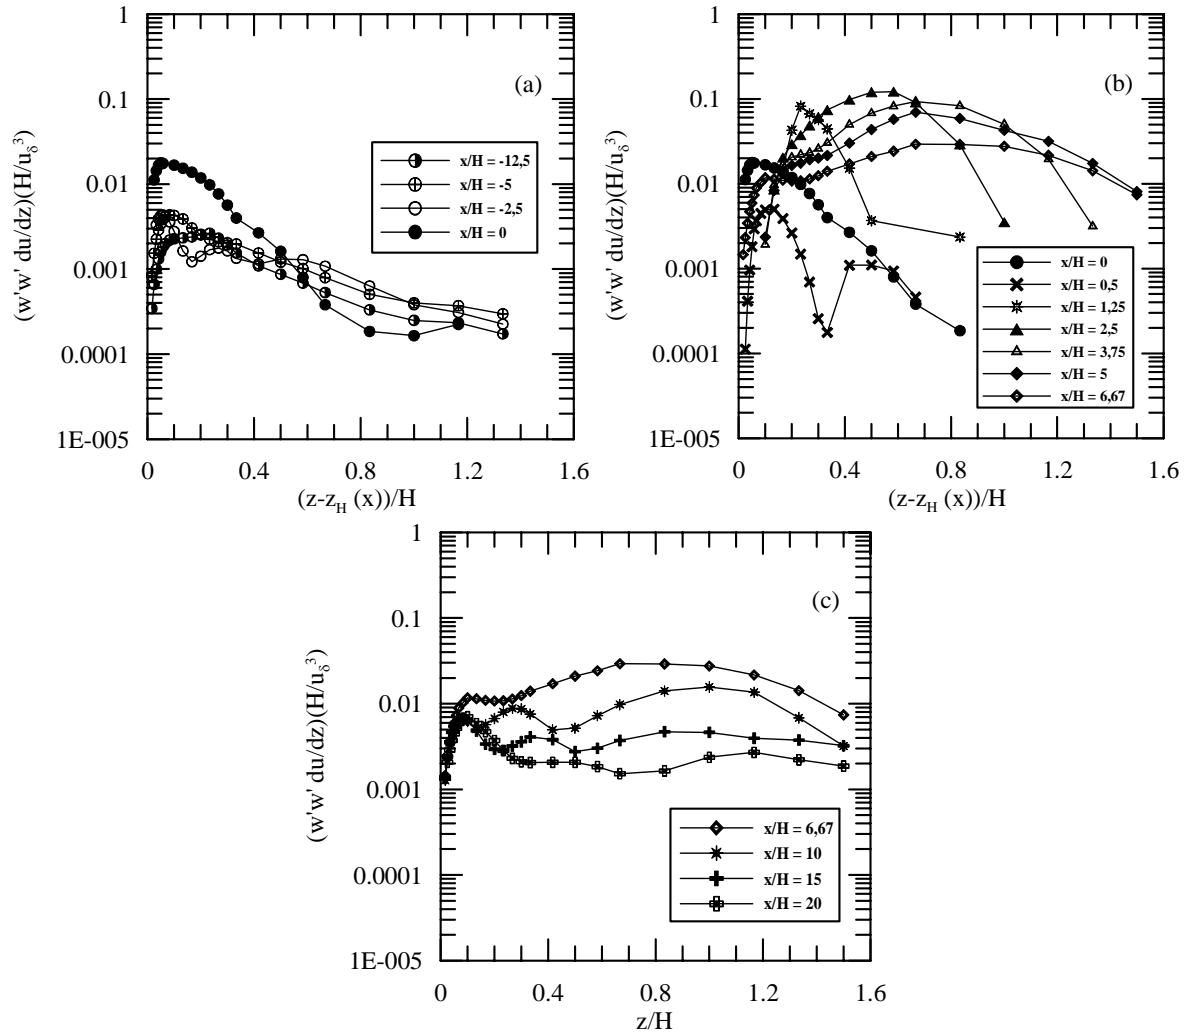 1
0.1
0.01
0.001
0.0001
1E-005
(w'w' du/dz)(H/u_δ^3)
(a)
x/H = -12,5
x/H = -5
x/H = -2,5
x/H = 0
0 0.4 0.8 1.2 1.6
(z-z_H (x))/H
1
0.1
0.01
0.001
0.0001
1E-005
(w'w' du/dz)(H/u_δ^3)
(b)
x/H = 0
x/H = 0,5
x/H = 1,25
x/H = 2,5
x/H = 3,75
x/H = 5
x/H = 6,67
0 0.4 0.8 1.2 1.6
(z-z_H (x))/H
1
0.1
0.01
0.001
0.0001
1E-005
(w'w' du/dz)(H/u_δ^3)
(c)
x/H = 6,67
x/H = 10
x/H = 15
x/H = 20
0 0.4 0.8 1.2 1.6
z/H